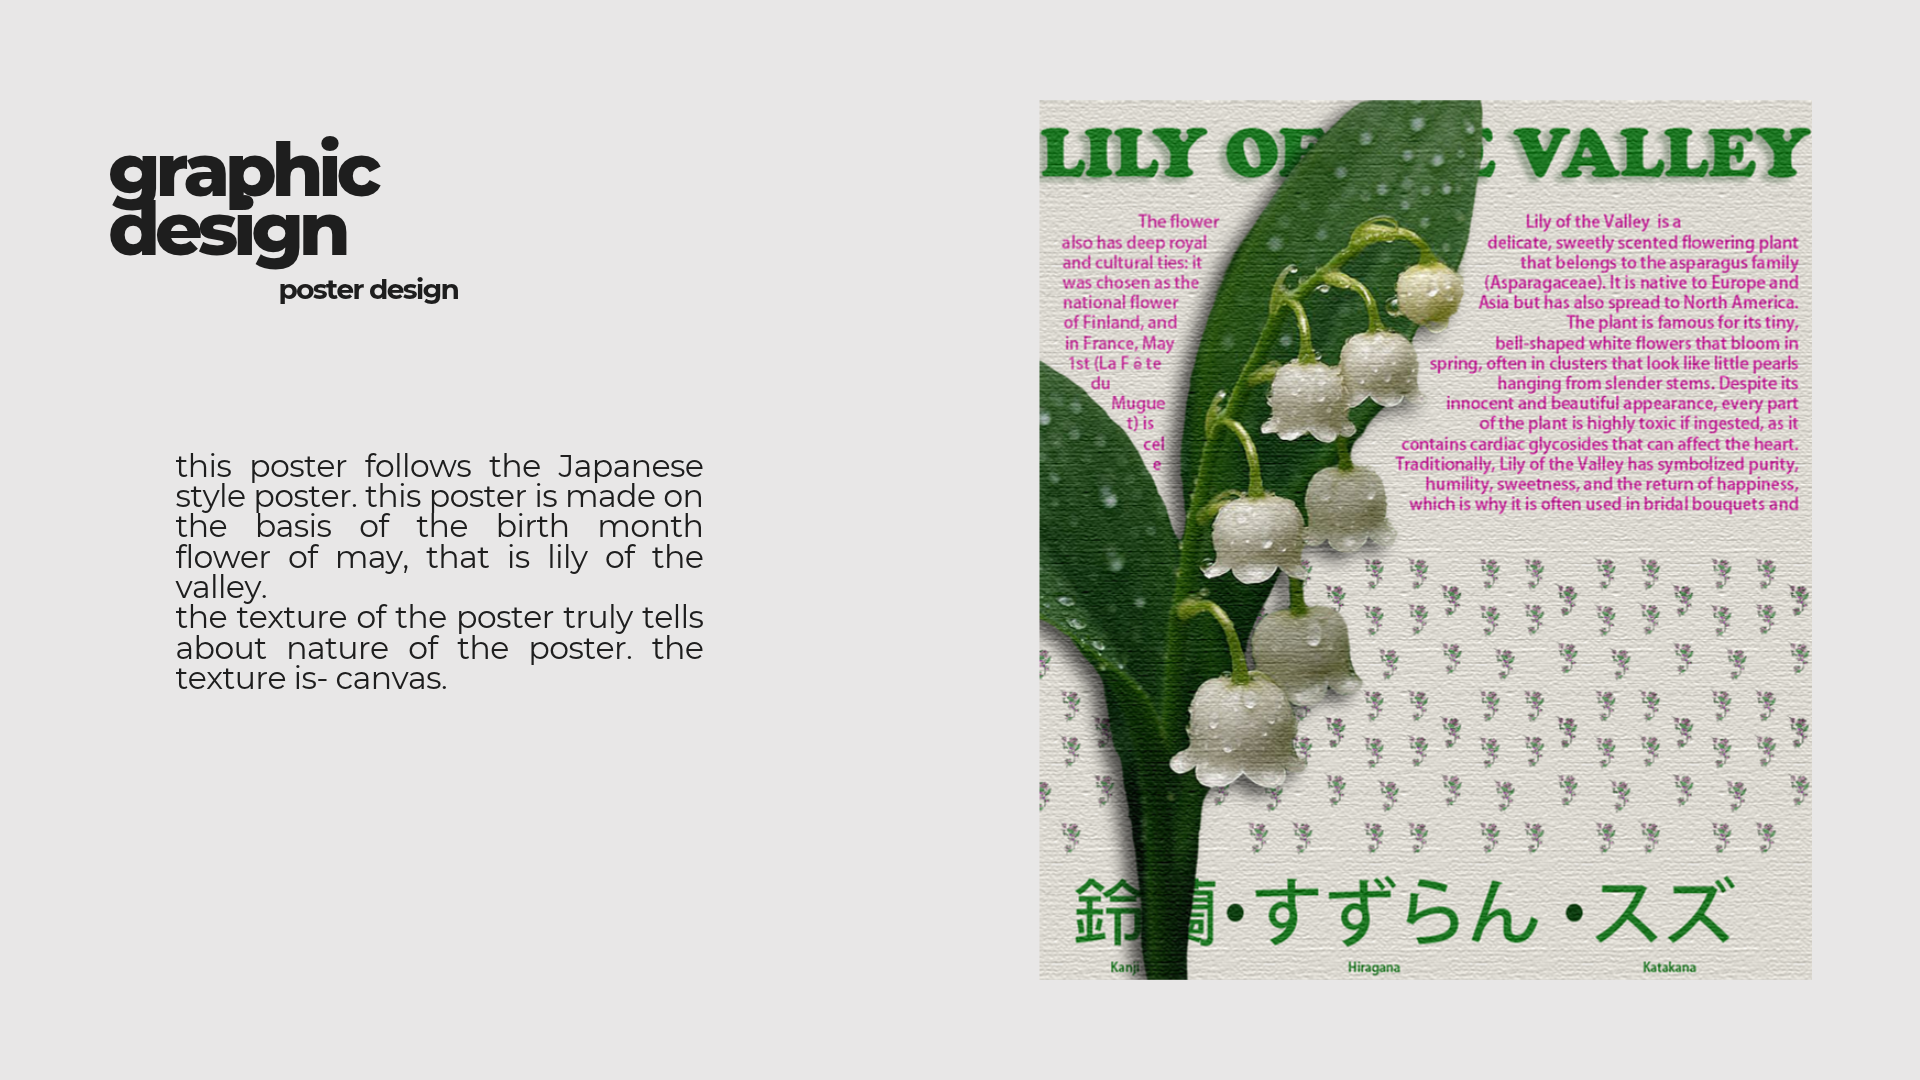 graphic
design
poster design
this poster follows the Japanese
style poster. this poster is made on
the basis of the birth month
flower of may, that is lily of the
valley.
the texture of the poster truly tells
about nature of the poster. the
texture is- canvas.
LILY OF E VALLEY
The flower
also has deep royal
and cultural ties: it
was chosen as the
national flower
of Finland, and
in France, May
1st (La F ê te
du
Mugue
t) is
cel
e
Lily of the Valley is a
delicate, sweetly scented flowering plant
that belongs to the asparagus family
(Asparagaceae). It is native to Europe and
Asia but has also spread to North America.
The plant is famous for its tiny,
bell-shaped white flowers that bloom in
spring, often in clusters that look like little pearls
hanging from slender stems. Despite its
innocent and beautiful appearance, every part
of the plant is highly toxic if ingested, as it
contains cardiac glycosides that can affect the heart.
Traditionally, Lily of the Valley has symbolized purity,
humility, sweetness, and the return of happiness,
which is why it is often used in bridal bouquets and
鈴蘭・すずらん・スズ
Kanji Hiragana Katakana